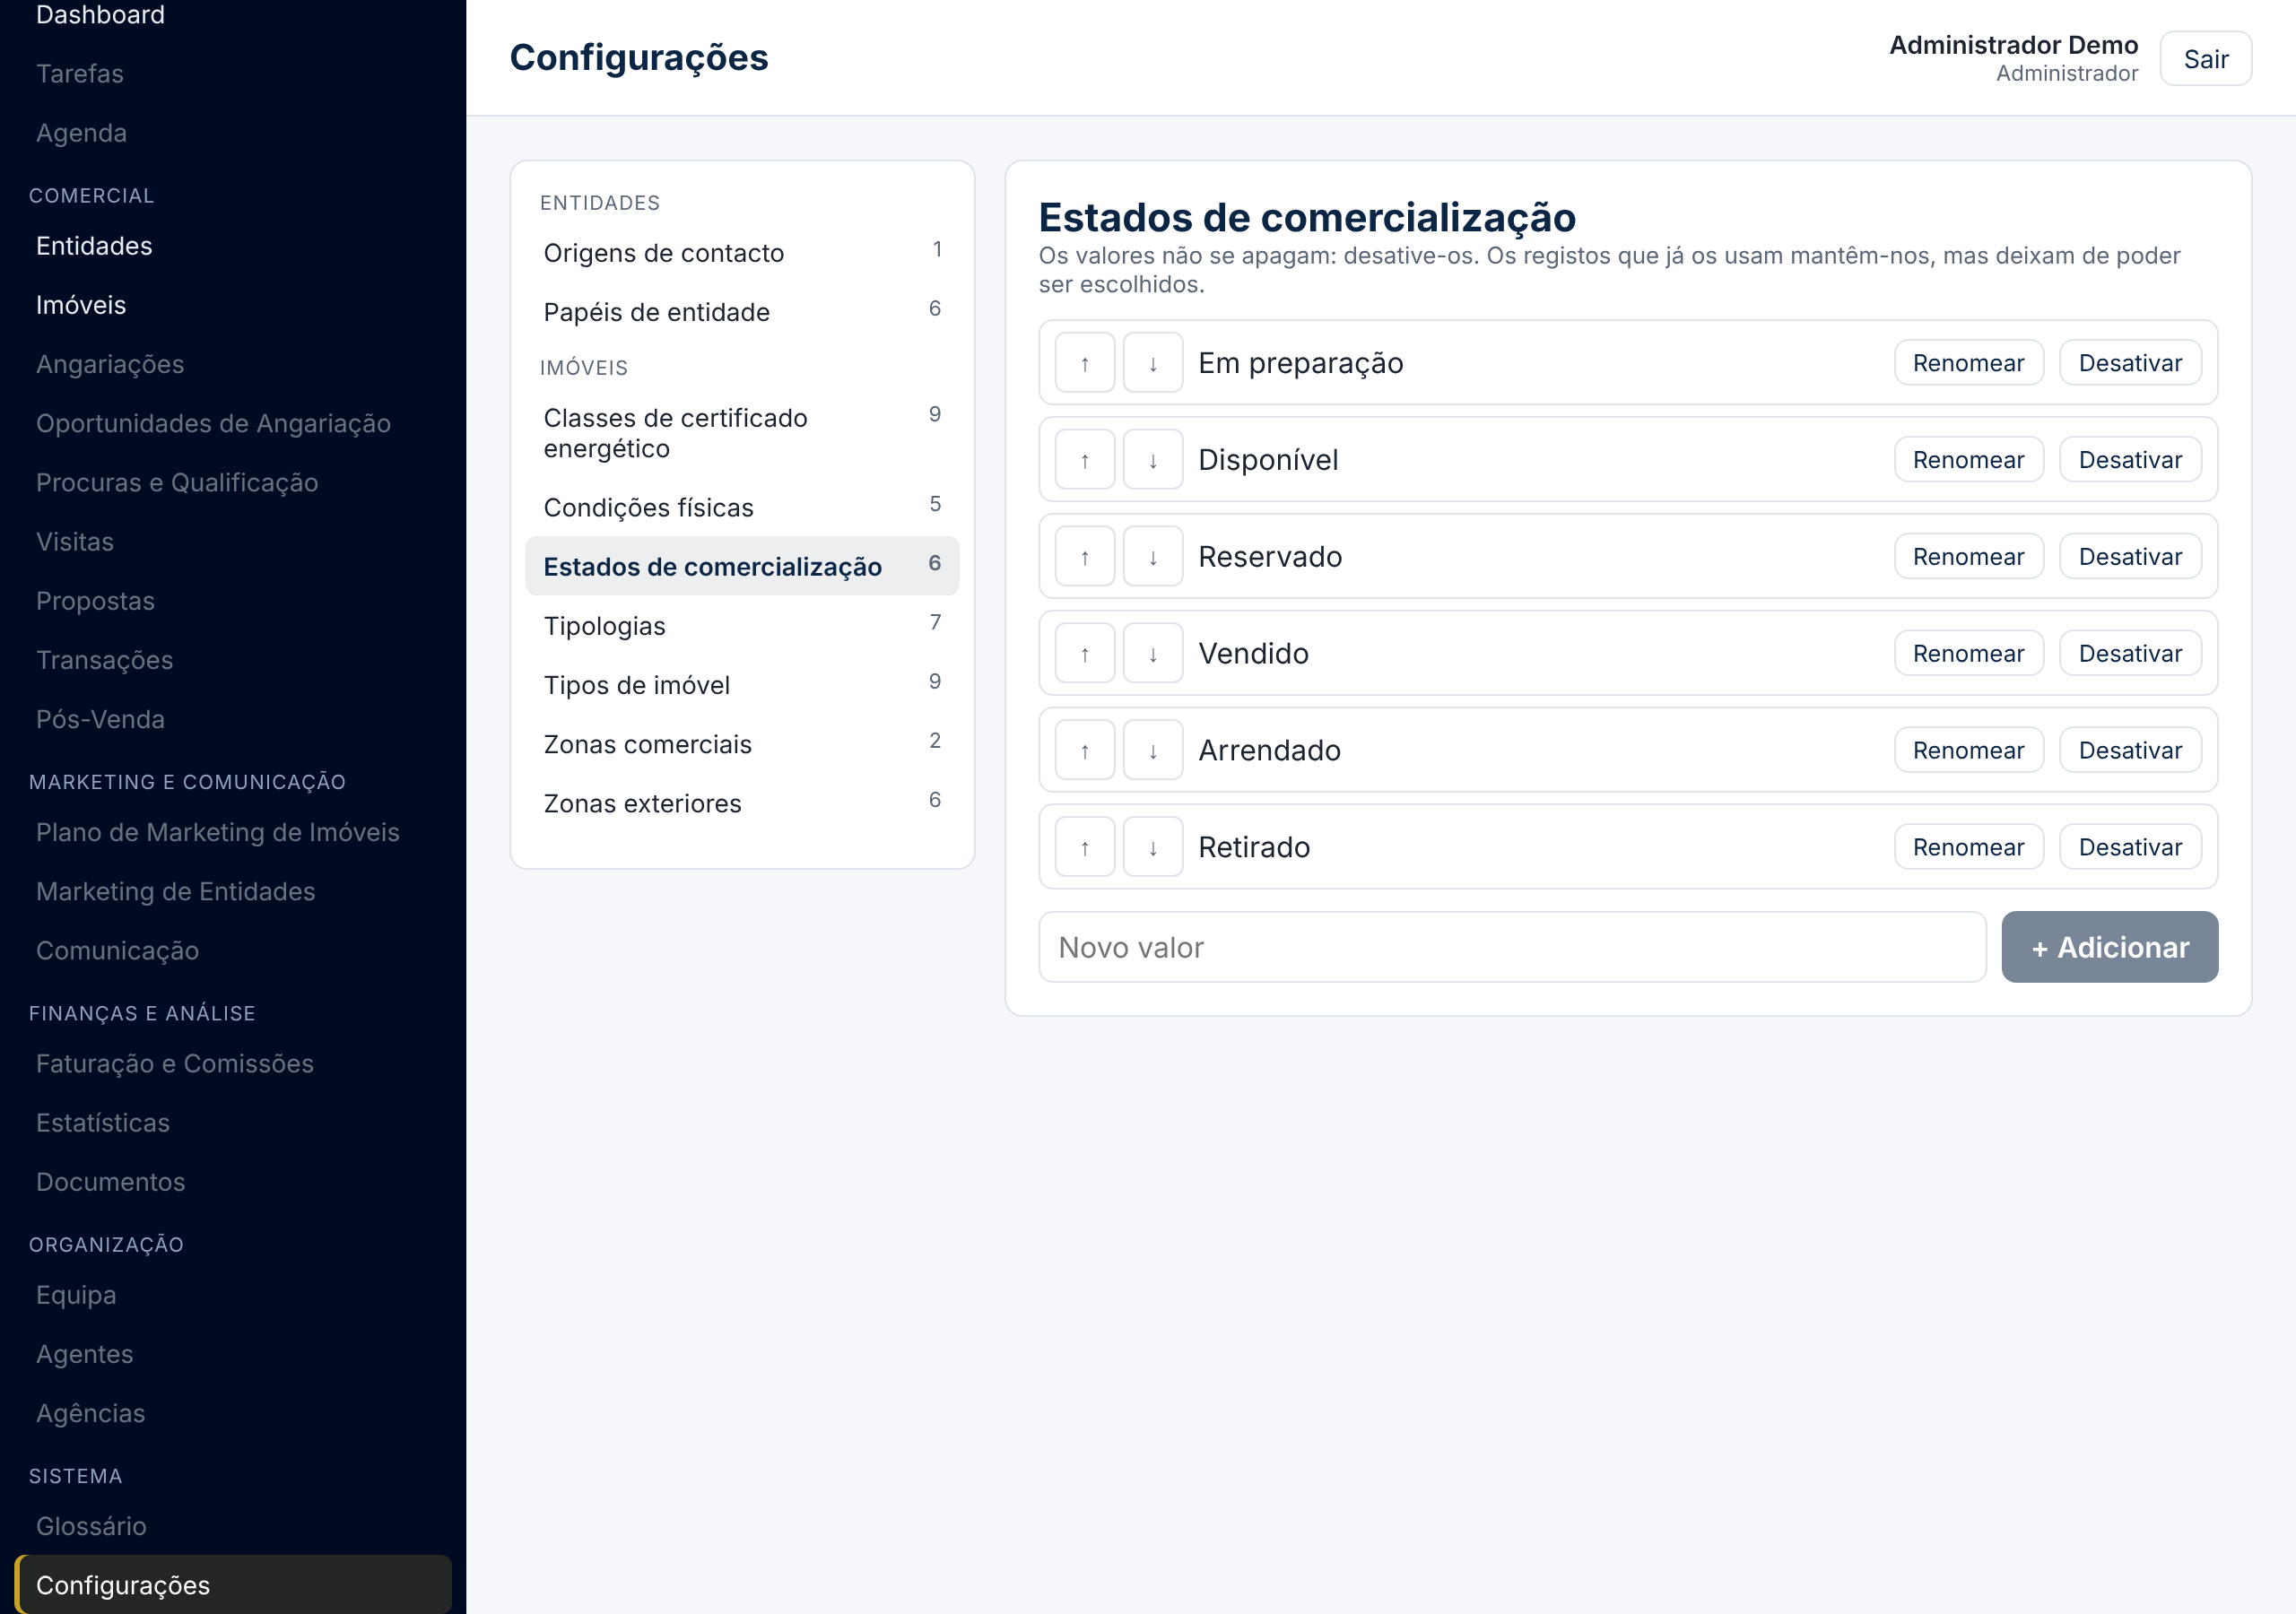 Dashboard
Tarefas
Agenda
COMERCIAL
Entidades
Imóveis
Angariações
Oportunidades de Angariação
Procuras e Qualificação
Visitas
Propostas
Transações
Pós-Venda
MARKETING E COMUNICAÇÃO
Plano de Marketing de Imóveis
Marketing de Entidades
Comunicação
FINANÇAS E ANÁLISE
Faturação e Comissões
Estatísticas
Documentos
ORGANIZAÇÃO
Equipa
Agentes
Agências
SISTEMA
Glossário
Configurações
Configurações
Administrador Demo
Administrador
Sair
ENTIDADES
Origens de contacto 1
Papéis de entidade 6
IMÓVEIS
Classes de certificado 9
energético
Condições físicas 5
Estados de comercialização 6
Tipologias 7
Tipos de imóvel 9
Zonas comerciais 2
Zonas exteriores 6
Estados de comercialização
Os valores não se apagam: desative-os. Os registos que já os usam mantêm-nos, mas deixam de poder
ser escolhidos.
↑ ↓ Em preparação Renomear Desativar
↑ ↓ Disponível Renomear Desativar
↑ ↓ Reservado Renomear Desativar
↑ ↓ Vendido Renomear Desativar
↑ ↓ Arrendado Renomear Desativar
↑ ↓ Retirado Renomear Desativar
Novo valor + Adicionar